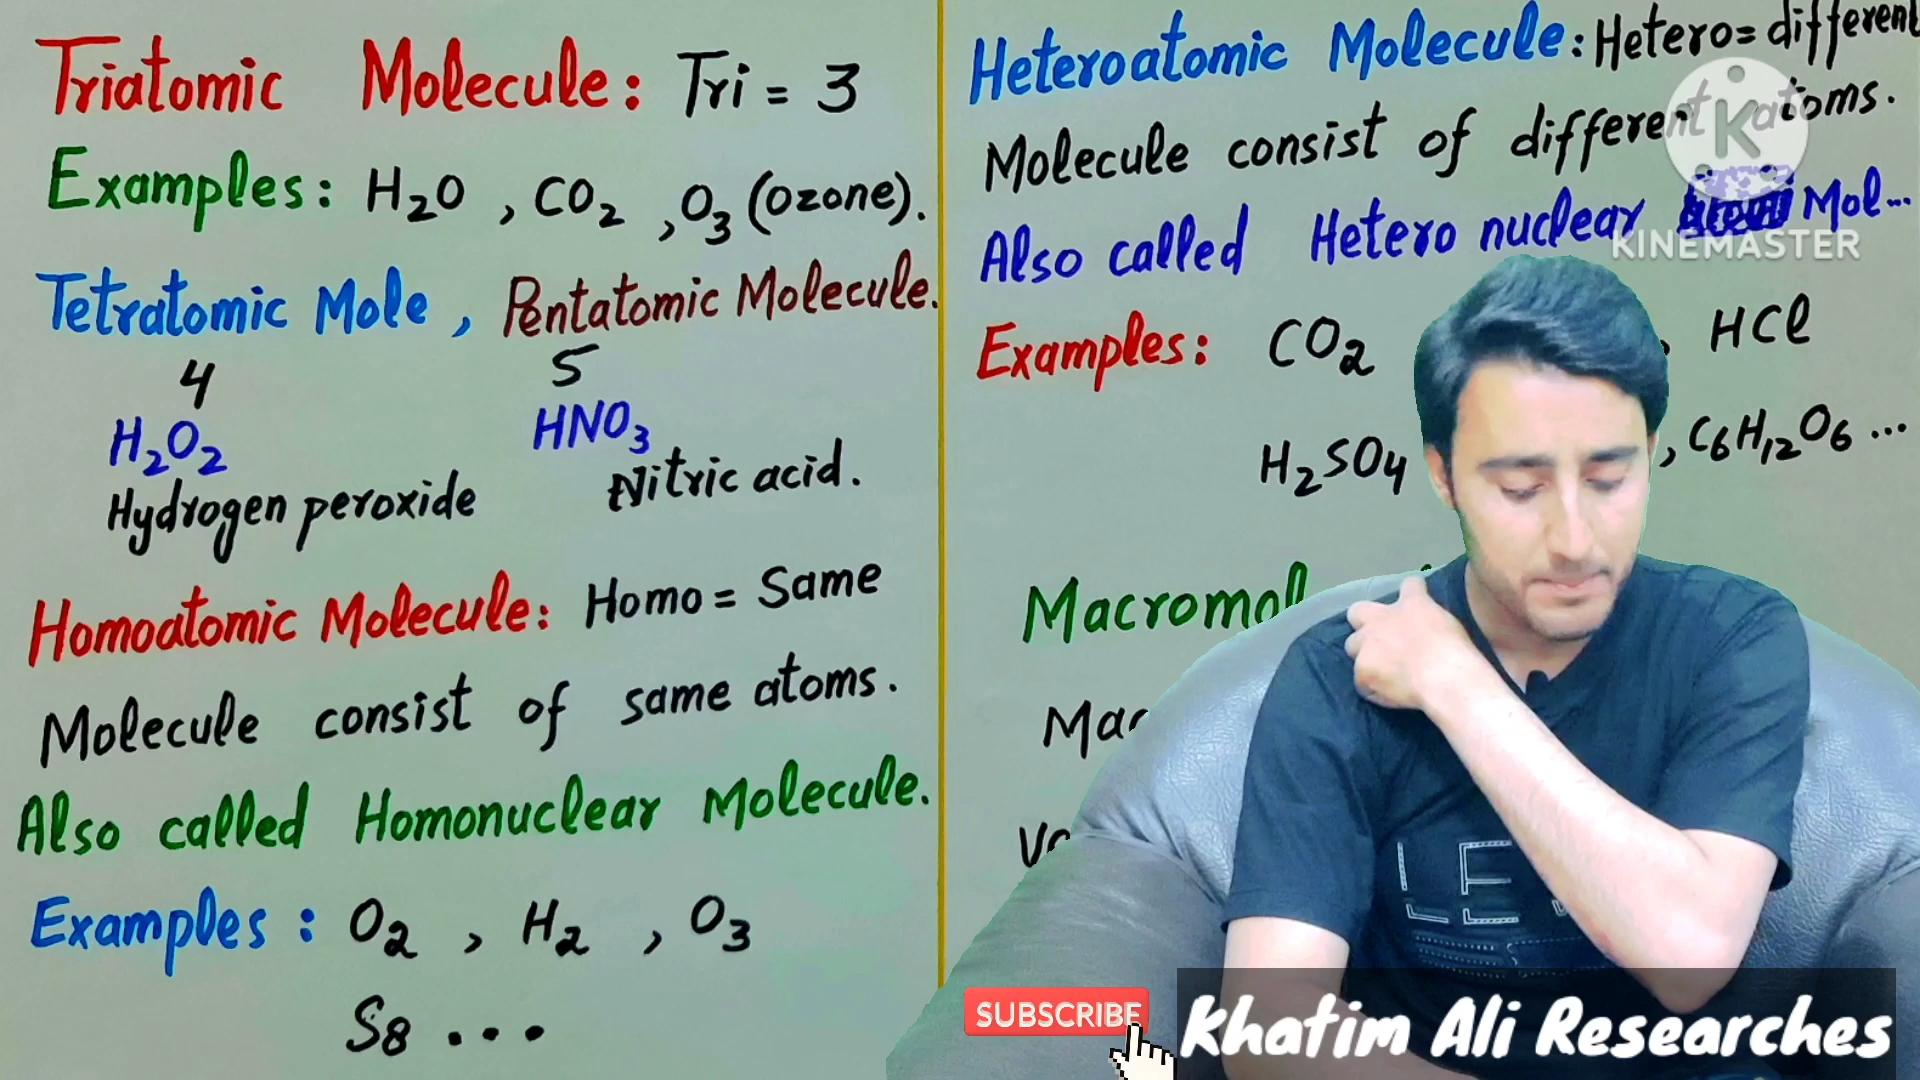 Triatomic Molecule: Tri = 3
Examples: H2O , CO2 , O3 (Ozone).
Tetratomic Mole , Pentatomic Molecule.
4 5
H2O2 HNO3
Hydrogen peroxide Nitric acid.
Homoatomic Molecule: Homo = Same
Molecule consist of same atoms.
Also called Homonuclear Molecule.
Examples : O2 , H2 , O3
S8 ...
Heteroatomic Molecule: Hetero= different
Molecule consist of different atoms.
Also called Hetero nuclear Mol...
KINEMASTER
Examples: CO2 , HCl
H2SO4 , C6H12O6 ...
SUBSCRIBE
Khatim Ali Researches